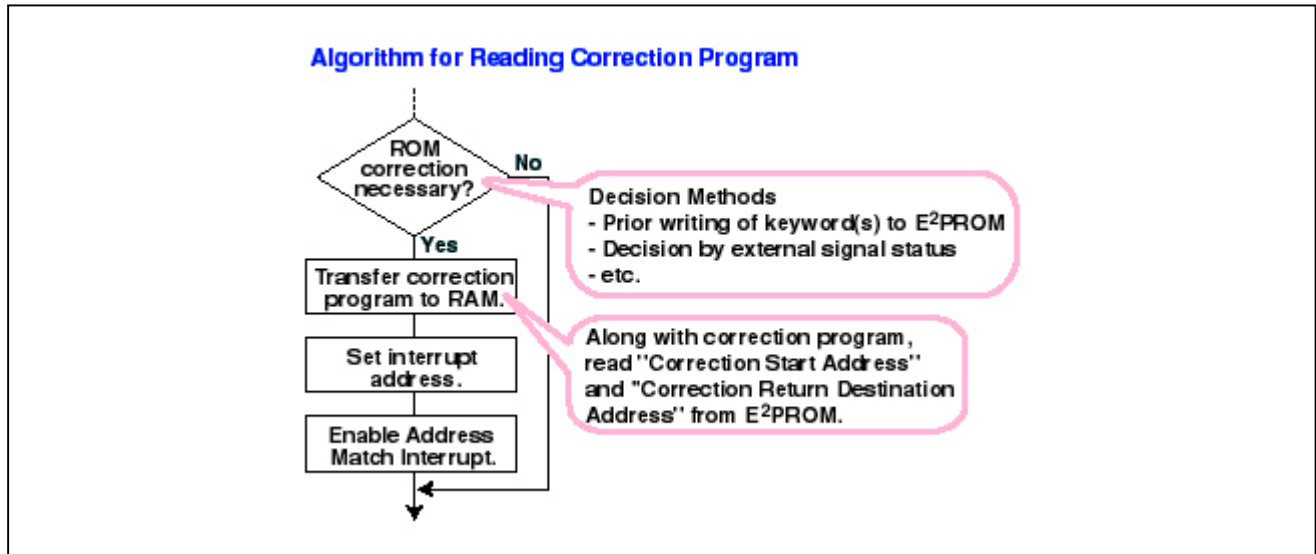 Algorithm for Reading Correction Program
ROM
correction
necessary?
No
Decision Methods
- Prior writing of keyword(s) to E²PROM
- Decision by external signal status
- etc.
Yes
Transfer correction
program to RAM.
Along with correction program,
read "Correction Start Address"
and "Correction Return Destination
Address" from E²PROM.
Set interrupt
address.
Enable Address
Match Interrupt.